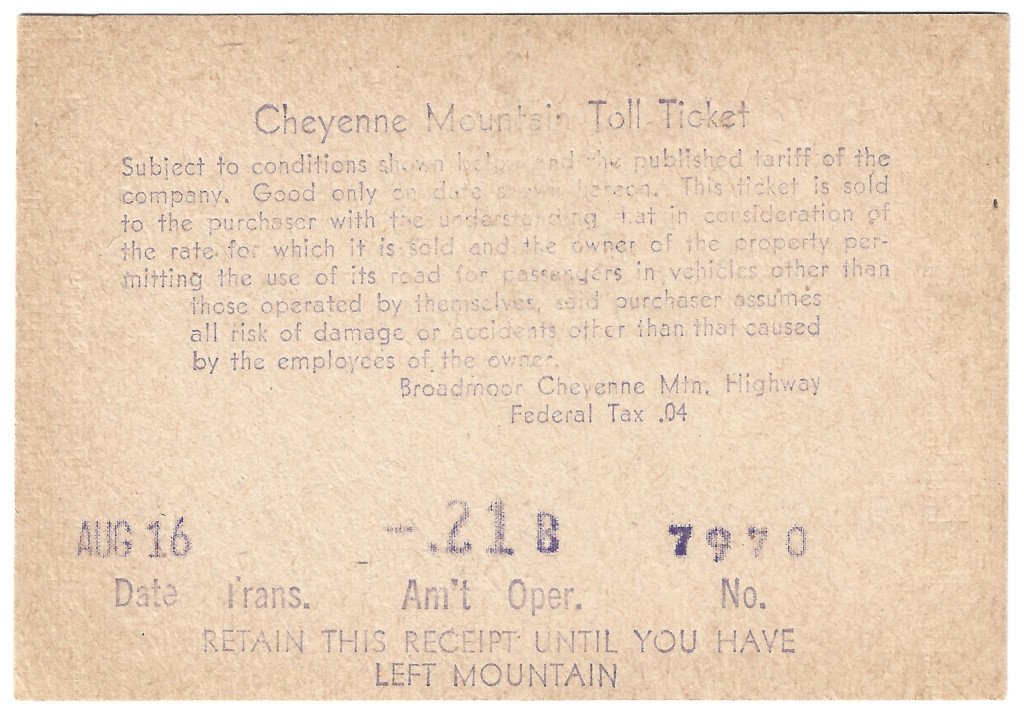 Cheyenne Mountain Toll Ticket
Subject to conditions shown below and the published tariff of the
company. Good only on date shown hereon. This ticket is sold
to the purchaser with the understanding that in consideration of
the rate for which it is sold and the owner of the property per-
mitting the use of its road for passengers in vehicles other than
those operated by themselves, said purchaser assumes
all risk of damage or accidents other than that caused
by the employees of the owner.
Broadmoor Cheyenne Mtn. Highway
Federal Tax .04
AUG 16 -.21 B 7970
Date Trans. Am't Oper. No.
RETAIN THIS RECEIPT UNTIL YOU HAVE
LEFT MOUNTAIN